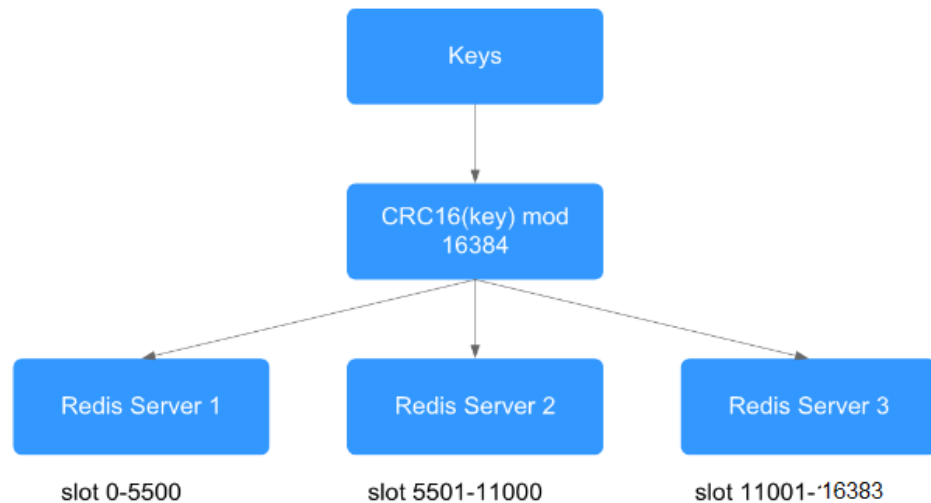 Keys
CRC16(key) mod
16384
Redis Server 1
Redis Server 2
Redis Server 3
slot 0-5500
slot 5501-11000
slot 11001-16383